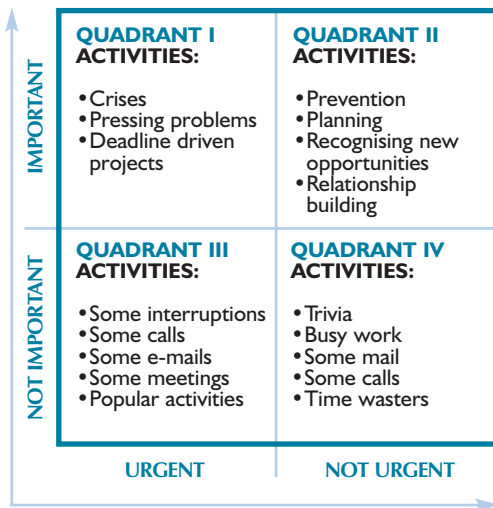 IMPORTANT
QUADRANT I
ACTIVITIES:
•Crises
•Pressing problems
•Deadline driven
projects
QUADRANT II
ACTIVITIES:
•Prevention
•Planning
•Recognising new
opportunities
•Relationship
building
NOT IMPORTANT
QUADRANT III
ACTIVITIES:
•Some interruptions
•Some calls
•Some e-mails
•Some meetings
•Popular activities
QUADRANT IV
ACTIVITIES:
•Trivia
•Busy work
•Some mail
•Some calls
•Time wasters
URGENT
NOT URGENT